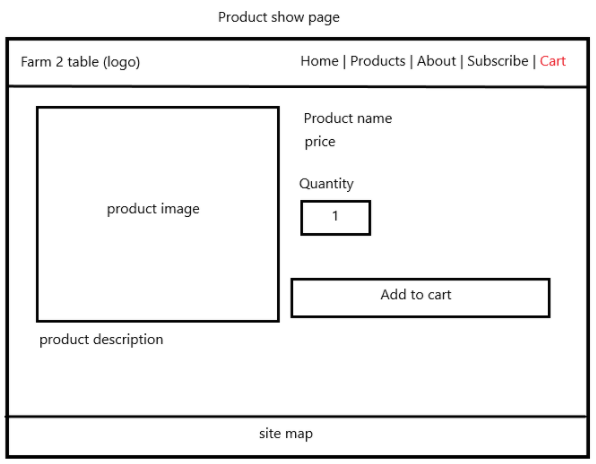 Product show page
Farm 2 table (logo)
Home | Products | About | Subscribe | Cart
Product name
price
Quantity
1
product image
Add to cart
product description
site map